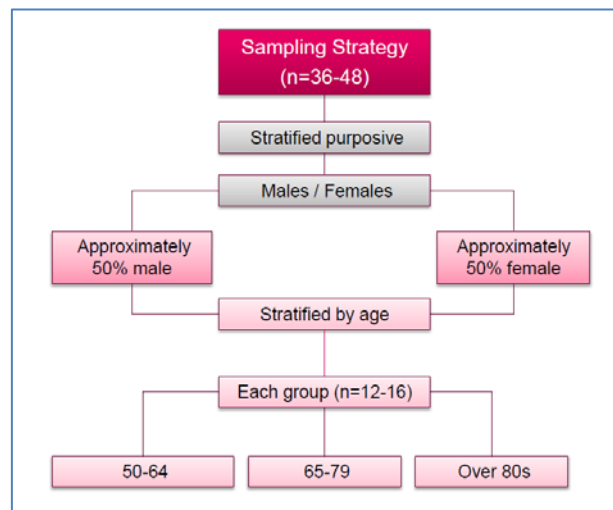 Sampling Strategy
(n=36-48)
Stratified purposive
Males / Females
Approximately
50% male
Approximately
50% female
Stratified by age
Each group (n=12-16)
50-64
65-79
Over 80s